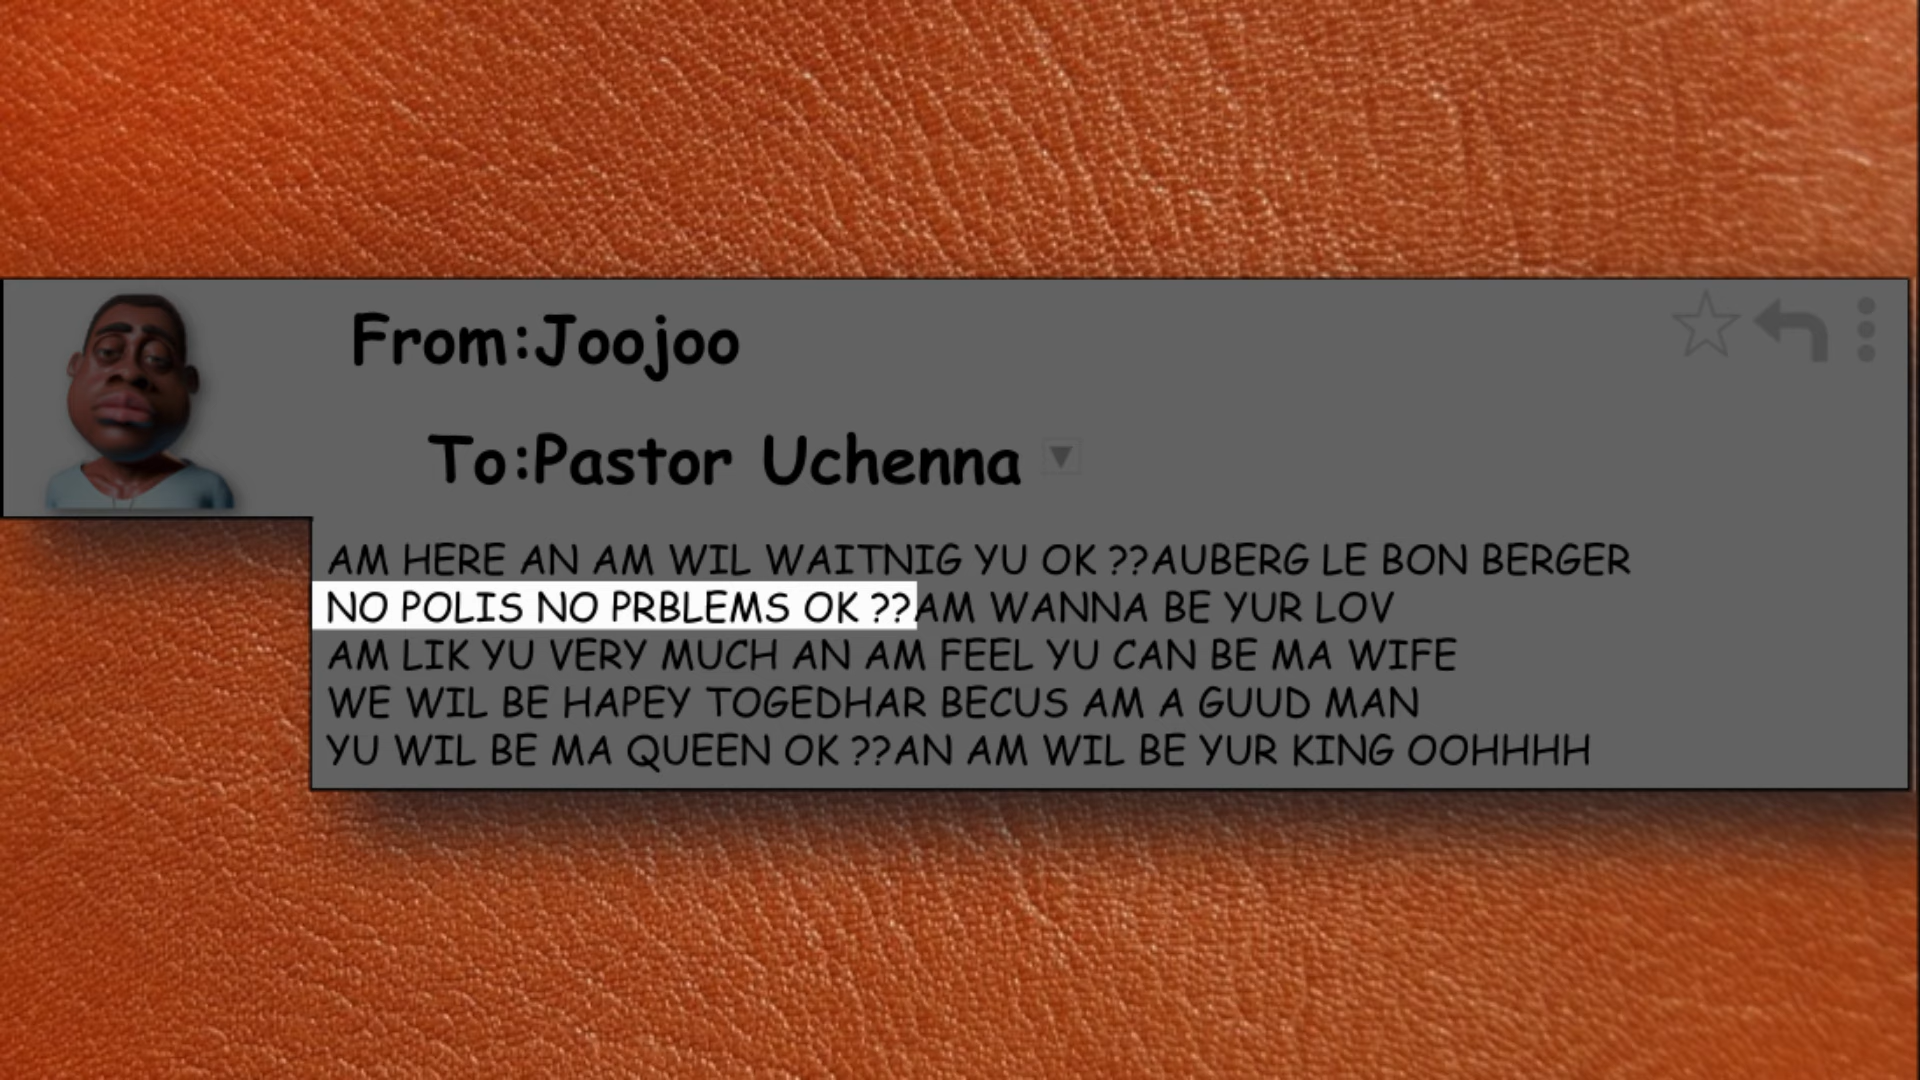 From:Joojoo
To:Pastor Uchenna
AM HERE AN AM WIL WAITNIG YU OK ??AUBERG LE BON BERGER
NO POLIS NO PRBLEMS OK ??AM WANNA BE YUR LOV
AM LIK YU VERY MUCH AN AM FEEL YU CAN BE MA WIFE
WE WIL BE HAPEY TOGEDHAR BECUS AM A GUUD MAN
YU WIL BE MA QUEEN OK ??AN AM WIL BE YUR KING OOHHHH